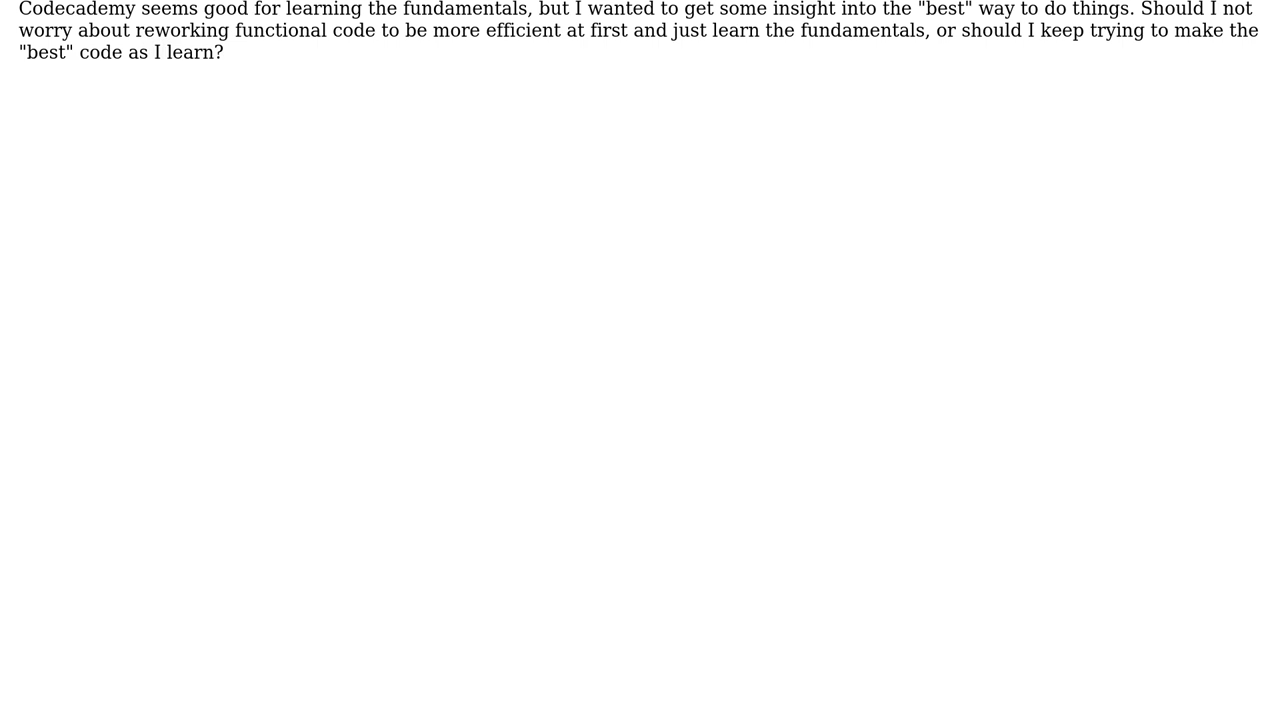 Codecademy seems good for learning the fundamentals, but I wanted to get some insight into the "best" way to do things. Should I not
worry about reworking functional code to be more efficient at first and just learn the fundamentals, or should I keep trying to make the
"best" code as I learn?